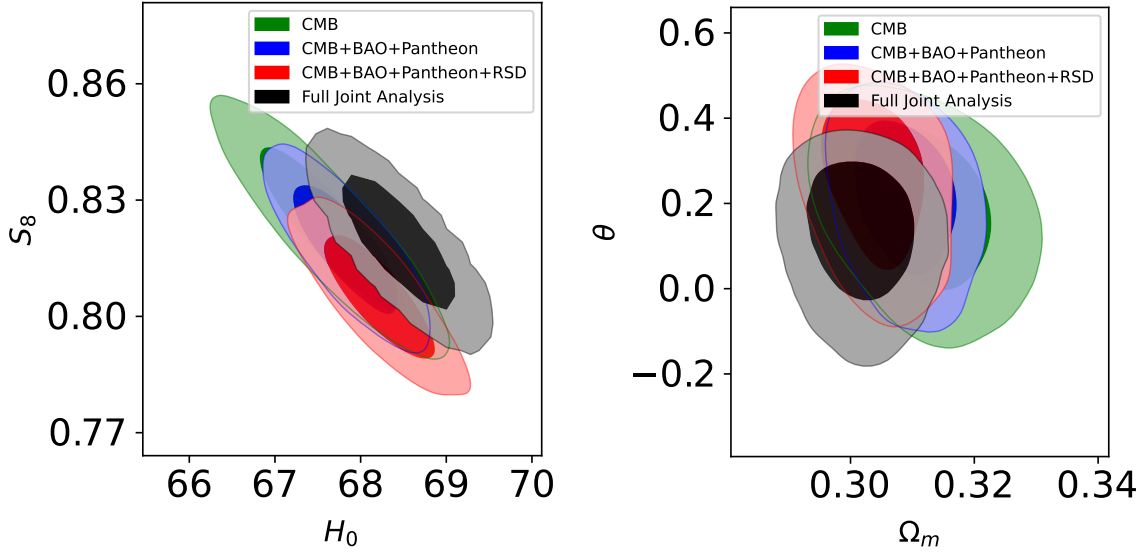 CMB
CMB+BAO+Pantheon
CMB+BAO+Pantheon+RSD
Full Joint Analysis
0.86
0.83
0.80
0.77
S₈
66 67 68 69 70
H₀
CMB
CMB+BAO+Pantheon
CMB+BAO+Pantheon+RSD
Full Joint Analysis
0.6
0.4
0.2
0.0
−0.2
θ
0.30 0.32 0.34
Ωₘ